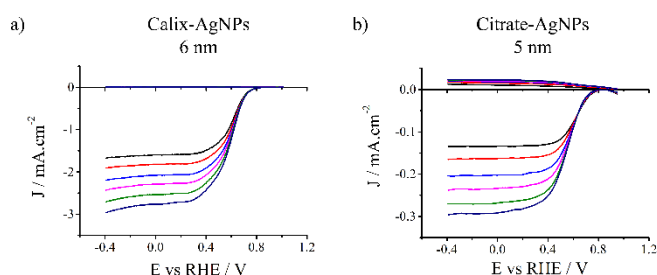 a)
Calix-AgNPs
6 nm
J / mA.cm-2
0
-1
-2
-3
-0.4 0.0 0.4 0.8 1.2
E vs RHE / V
b)
Citrate-AgNPs
5 nm
J / mA.cm-2
0.0
-0.1
-0.2
-0.3
-0.4 0.0 0.4 0.8 1.2
E vs RHE / V